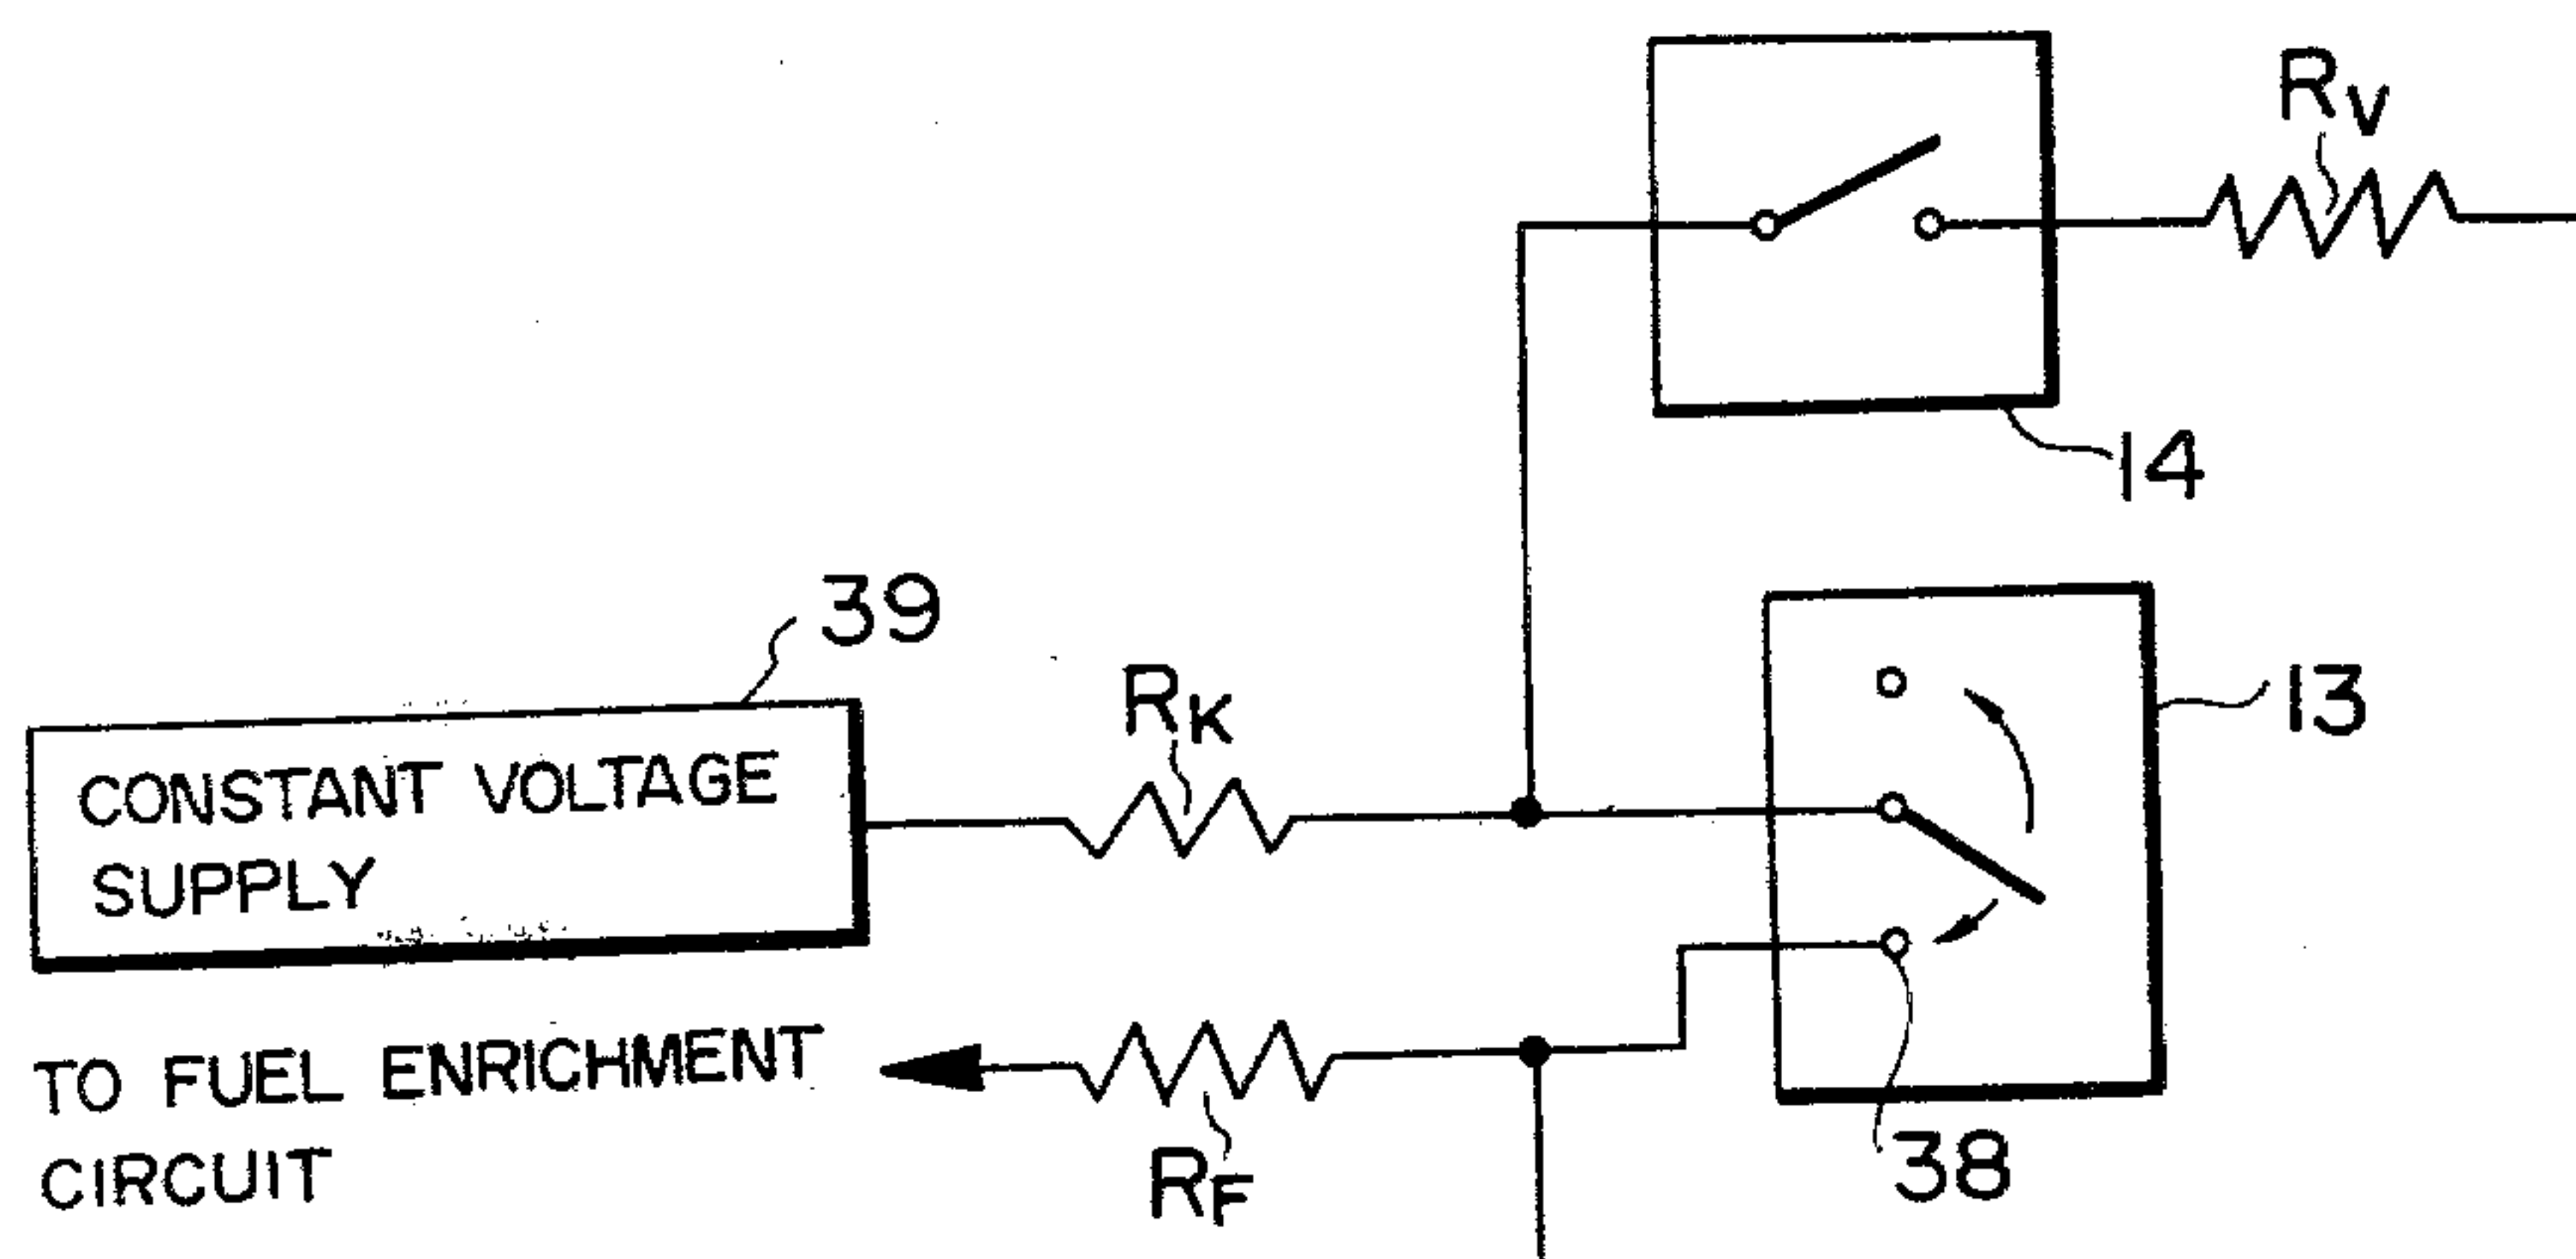 RV
14
39
RK
13
CONSTANT VOLTAGE
SUPPLY
TO FUEL ENRICHMENT
CIRCUIT
RF
38